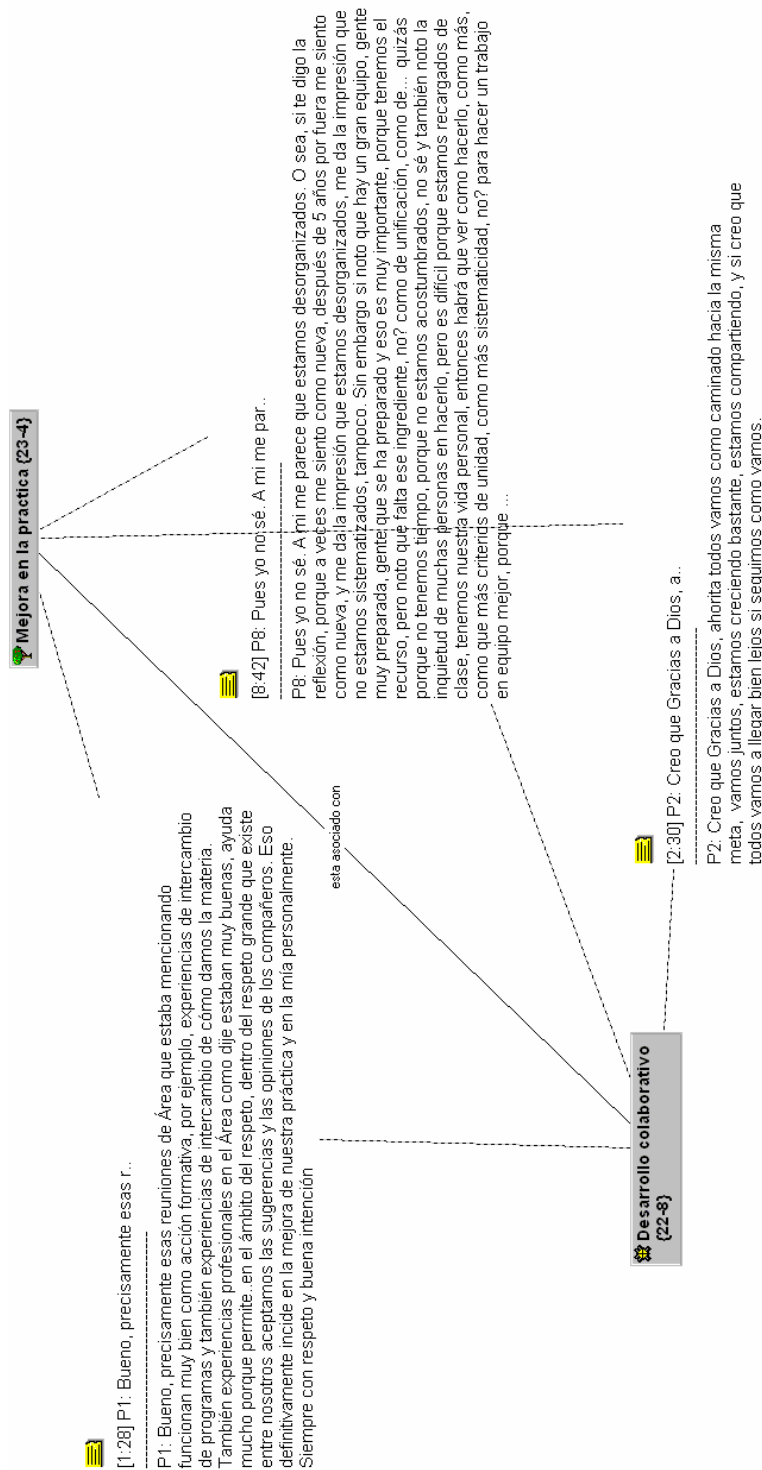 Mejora en la practica {23-4}
[1:28] P1: Bueno, precisamente esas r..
P1: Bueno, precisamente esas reuniones de Área que estaba mencionando
funcionan muy bien como acción formativa, por ejemplo, experiencias de intercambio
de programas y también experiencias de intercambio de cómo damos la materia.
También experiencias profesionales en el Área como dije estaban muy buenas, ayuda
mucho porque permite..en el ámbito del respeto, dentro del respeto grande que existe
entre nosotros aceptamos las sugerencias y las opiniones de los compañeros. Eso
definitivamente incide en la mejora de nuestra práctica y en la mía personalmente.
Siempre con respeto y buena intención
esta asociado con
[8:42] P8: Pues yo no sé. A mi me par..
P8: Pues yo no sé. A mi me parece que estamos desorganizados. O sea, si te digo la
reflexión, porque a veces me siento como nueva, después de 5 años por fuera me siento
como nueva, y me da la impresión que estamos desorganizados, me da la impresión que
no estamos sistematizados, tampoco. Sin embargo si noto que hay un gran equipo, gente
muy preparada, gente que se ha preparado y eso es muy importante, porque tenemos el
recurso, pero noto que falta ese ingrediente, no? como de unificación, como de... quizás
porque no tenemos tiempo, porque no estamos acostumbrados, no sé y también noto la
inquietud de muchas personas en hacerlo, pero es difícil porque estamos recargados de
clase, tenemos nuestra vida personal, entonces habrá que ver como hacerlo, como más,
como que más criterios de unidad, como más sistematicidad, no? para hacer un trabajo
en equipo mejor, porque ...
Desarrollo colaborativo
{22-8}
[2:30] P2: Creo que Gracias a Dios, a..
P2: Creo que Gracias a Dios, ahorita todos vamos como caminado hacia la misma
meta, vamos juntos, estamos creciendo bastante, estamos compartiendo, y si creo que
todos vamos a llegar bien lejos si seguimos como vamos.